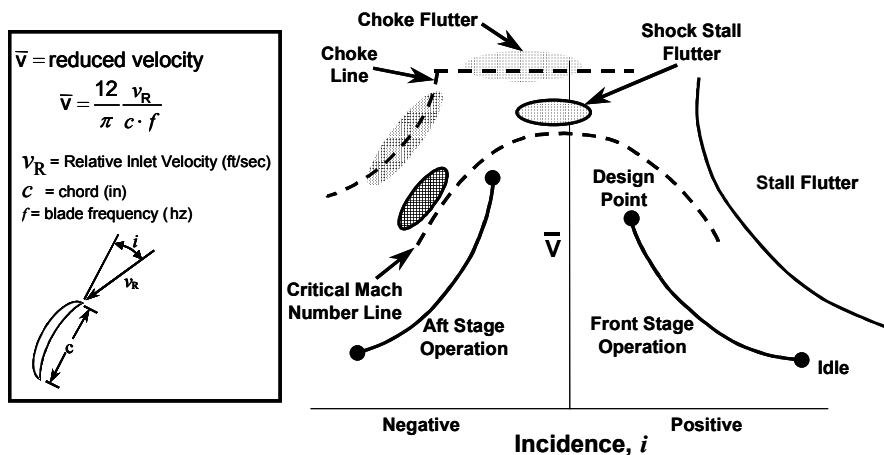 v̅ = reduced velocity
v̅ = 12/π v_R/c · f
v_R = Relative Inlet Velocity (ft/sec)
c = chord (in)
f = blade frequency (hz)
i
v_R
c
Choke Flutter
Choke
Line
Shock Stall
Flutter
Design
Point
Stall Flutter
V̅
Critical Mach
Number Line
Aft Stage
Operation
Front Stage
Operation
Idle
Negative
Positive
Incidence, i